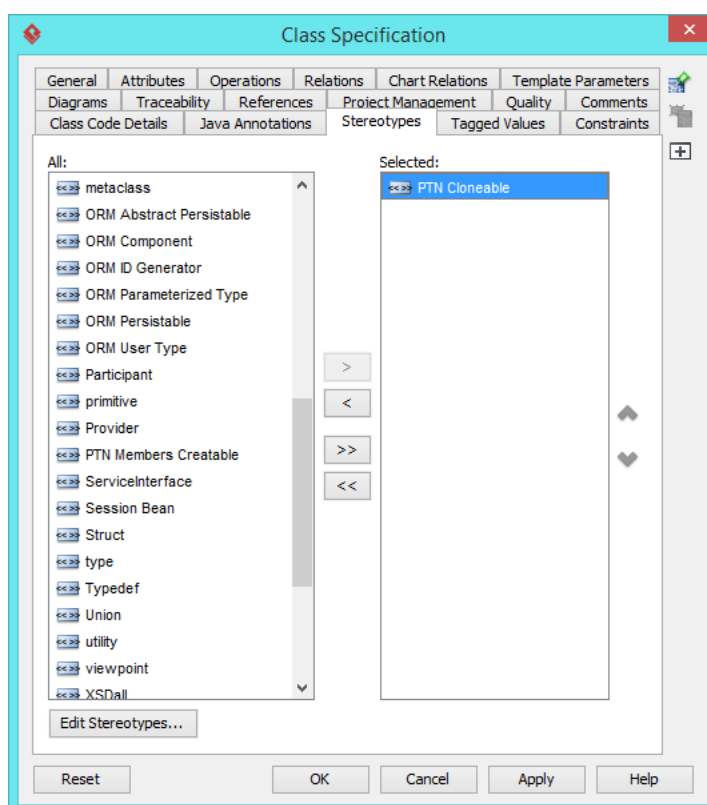 Class Specification
General Attributes Operations Relations Chart Relations Template Parameters
Diagrams Traceability References Project Management Quality Comments
Class Code Details Java Annotations Stereotypes Tagged Values Constraints
All:
Selected:
metaclass
ORM Abstract Persistable
ORM Component
ORM ID Generator
ORM Parameterized Type
ORM Persistable
ORM User Type
Participant
primitive
Provider
PTN Members Creatable
ServiceInterface
Session Bean
Struct
type
Typedef
Union
utility
viewpoint
XSDall
>
<
>>
<<
PTN Cloneable
Edit Stereotypes...
Reset OK Cancel Apply Help